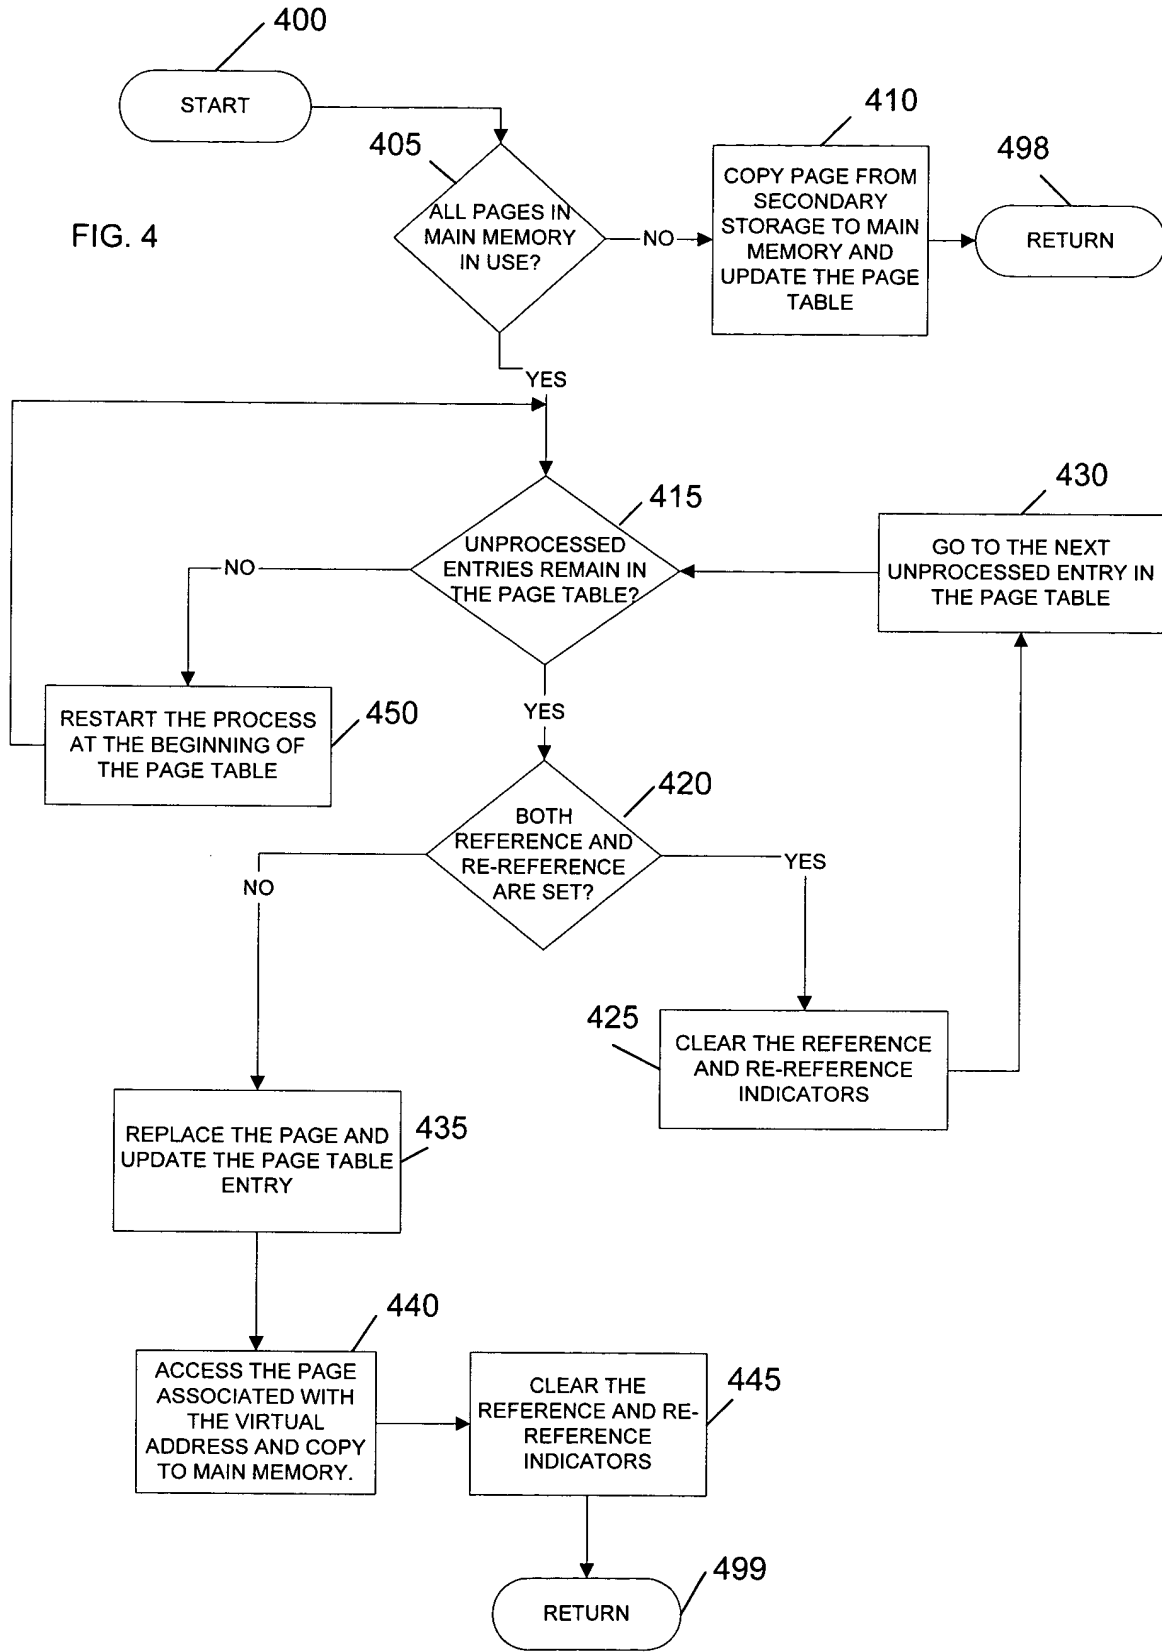 400
START
405
410
498
FIG. 4
ALL PAGES IN
MAIN MEMORY
IN USE?
NO
COPY PAGE FROM
SECONDARY
STORAGE TO MAIN
MEMORY AND
UPDATE THE PAGE
TABLE
RETURN
YES
415
430
UNPROCESSED
ENTRIES REMAIN IN
THE PAGE TABLE?
GO TO THE NEXT
UNPROCESSED ENTRY IN
THE PAGE TABLE
NO
RESTART THE PROCESS
AT THE BEGINNING OF
THE PAGE TABLE
450
YES
420
BOTH
REFERENCE AND
RE-REFERENCE
ARE SET?
NO
YES
425
CLEAR THE REFERENCE
AND RE-REFERENCE
INDICATORS
REPLACE THE PAGE AND
UPDATE THE PAGE TABLE
ENTRY
435
440
ACCESS THE PAGE
ASSOCIATED WITH
THE VIRTUAL
ADDRESS AND COPY
TO MAIN MEMORY.
CLEAR THE
REFERENCE AND RE-
REFERENCE
INDICATORS
445
499
RETURN